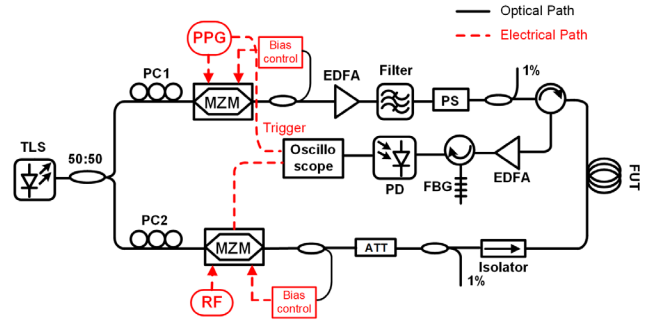 Optical Path
Electrical Path
PPG
Bias
control
PC1
MZM
EDFA
Filter
PS
1%
Trigger
TLS
50:50
Oscillo
scope
PD
FBG
EDFA
FUT
PC2
MZM
ATT
Isolator
1%
RF
Bias
control